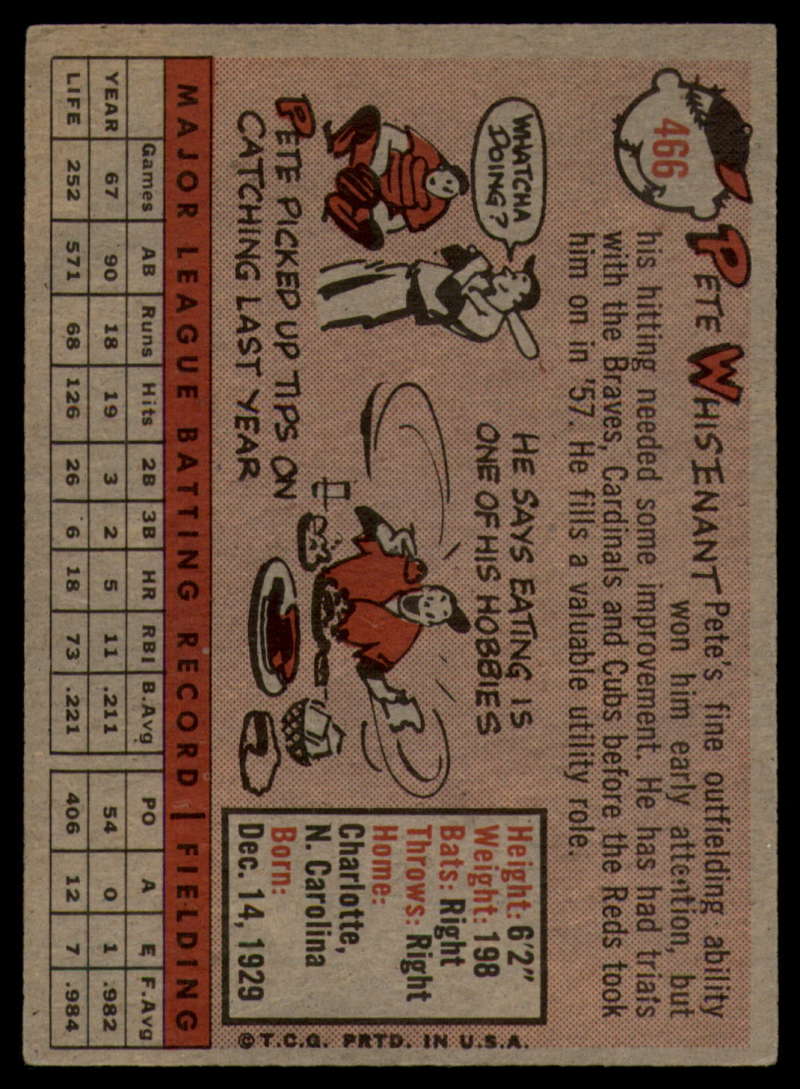 466
PETE WHISENANT
Pete's fine outfielding ability
won him early attention, but
his hitting needed some improvement. He has had trials
with the Braves, Cardinals and Cubs before the Reds took
him on in '57. He fills a valuable utility role.
WHATCHA
DOING?
PETE PICKED UP TIPS ON
CATCHING LAST YEAR
HE SAYS EATING IS
ONE OF HIS HOBBIES
Height: 6'2"
Weight: 198
Bats: Right
Throws: Right
Home:
Charlotte,
N. Carolina
Born:
Dec. 14, 1929
© T.C.G. PRTD. IN U.S.A.
MAJOR LEAGUE BATTING RECORD | FIELDING
Games AB Runs Hits 2B 3B HR RBI B.Avg PO A E F.Avg
YEAR 67 90 18 19 3 2 5 11 .211 54 0 1 .982
LIFE 252 571 68 126 26 6 18 73 .221 406 12 7 .984